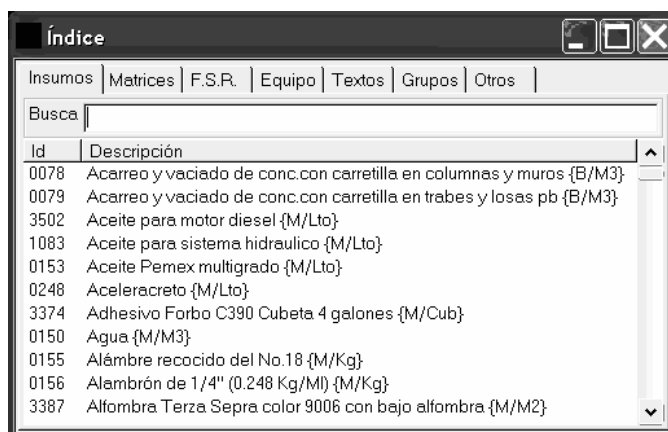 Índice
Insumos Matrices F.S.R. Equipo Textos Grupos Otros
Busca
Id Descripción
0078 Acarreo y vaciado de conc.con carretilla en columnas y muros {B/M3}
0079 Acarreo y vaciado de conc.con carretilla en trabes y losas pb {B/M3}
3502 Aceite para motor diesel {M/Lto}
1083 Aceite para sistema hidraulico {M/Lto}
0153 Aceite Pemex multigrado {M/Lto}
0248 Aceleracreto {M/Lto}
3374 Adhesivo Forbo C390 Cubeta 4 galones {M/Cub}
0150 Agua {M/M3}
0155 Alámbre recocido del No.18 {M/Kg}
0156 Alambrón de 1/4" (0.248 Kg/Ml) {M/Kg}
3387 Alfombra Terza Sepra color 9006 con bajo alfombra {M/M2}